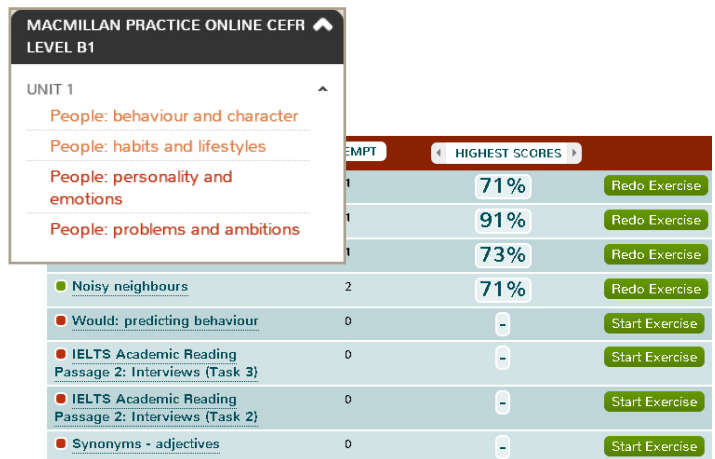 MACMILLAN PRACTICE ONLINE CEFR
LEVEL B1
UNIT 1
People: behaviour and character
People: habits and lifestyles
People: personality and
emotions
People: problems and ambitions
HIGHEST SCORES
1 71% Redo Exercise
1 91% Redo Exercise
1 73% Redo Exercise
Noisy neighbours 2 71% Redo Exercise
Would: predicting behaviour 0 - Start Exercise
IELTS Academic Reading 0 - Start Exercise
Passage 2: Interviews (Task 3)
IELTS Academic Reading 0 - Start Exercise
Passage 2: Interviews (Task 2)
Synonyms - adjectives 0 - Start Exercise